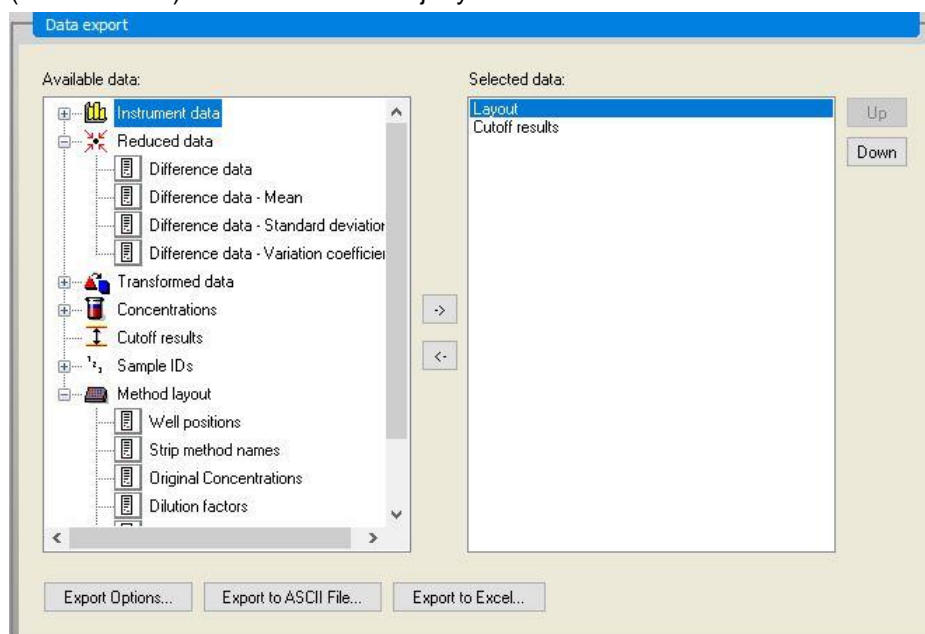 Data export
Available data:
Instrument data
Reduced data
Difference data
Difference data - Mean
Difference data - Standard deviation
Difference data - Variation coefficie
Transformed data
Concentrations
Cutoff results
Sample IDs
Method layout
Well positions
Strip method names
Original Concentrations
Dilution factors
->
<-
Selected data:
Layout
Cutoff results
Up
Down
Export Options...
Export to ASCII File...
Export to Excel...